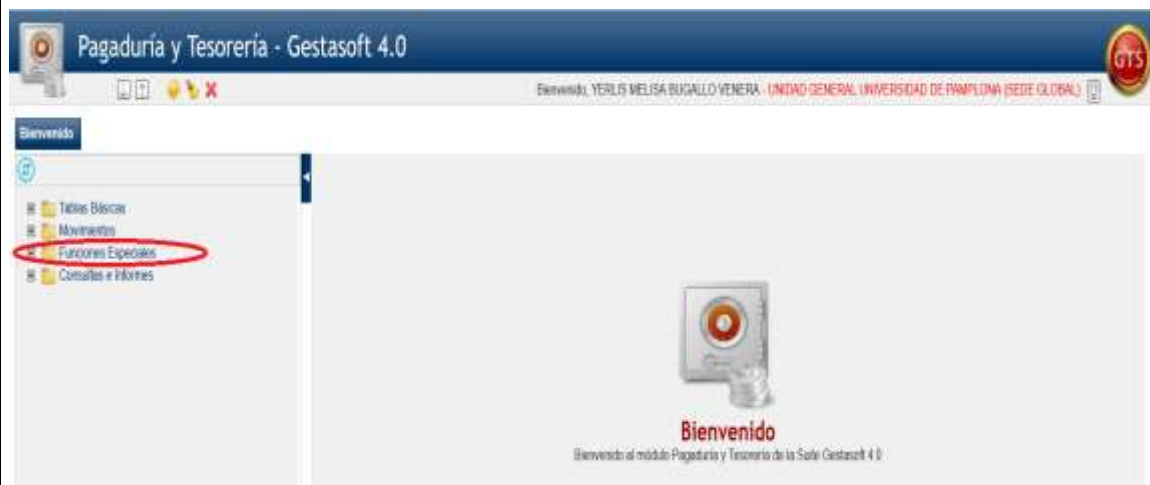 Pagaduría y Tesorería - Gestasoft 4.0
GTS
Bienvenido, YERLIS MELISA BUGALLO VENERA - UNIDAD GENERAL UNIVERSIDAD DE PAMPLONA (SEDE GLOBAL)
Bienvenido
Tablas Básicas
Movimientos
Funciones Especiales
Consultas e Informes
Bienvenido
Bienvenido al módulo Pagaduría y Tesorería de la Suite Gestasoft 4.0